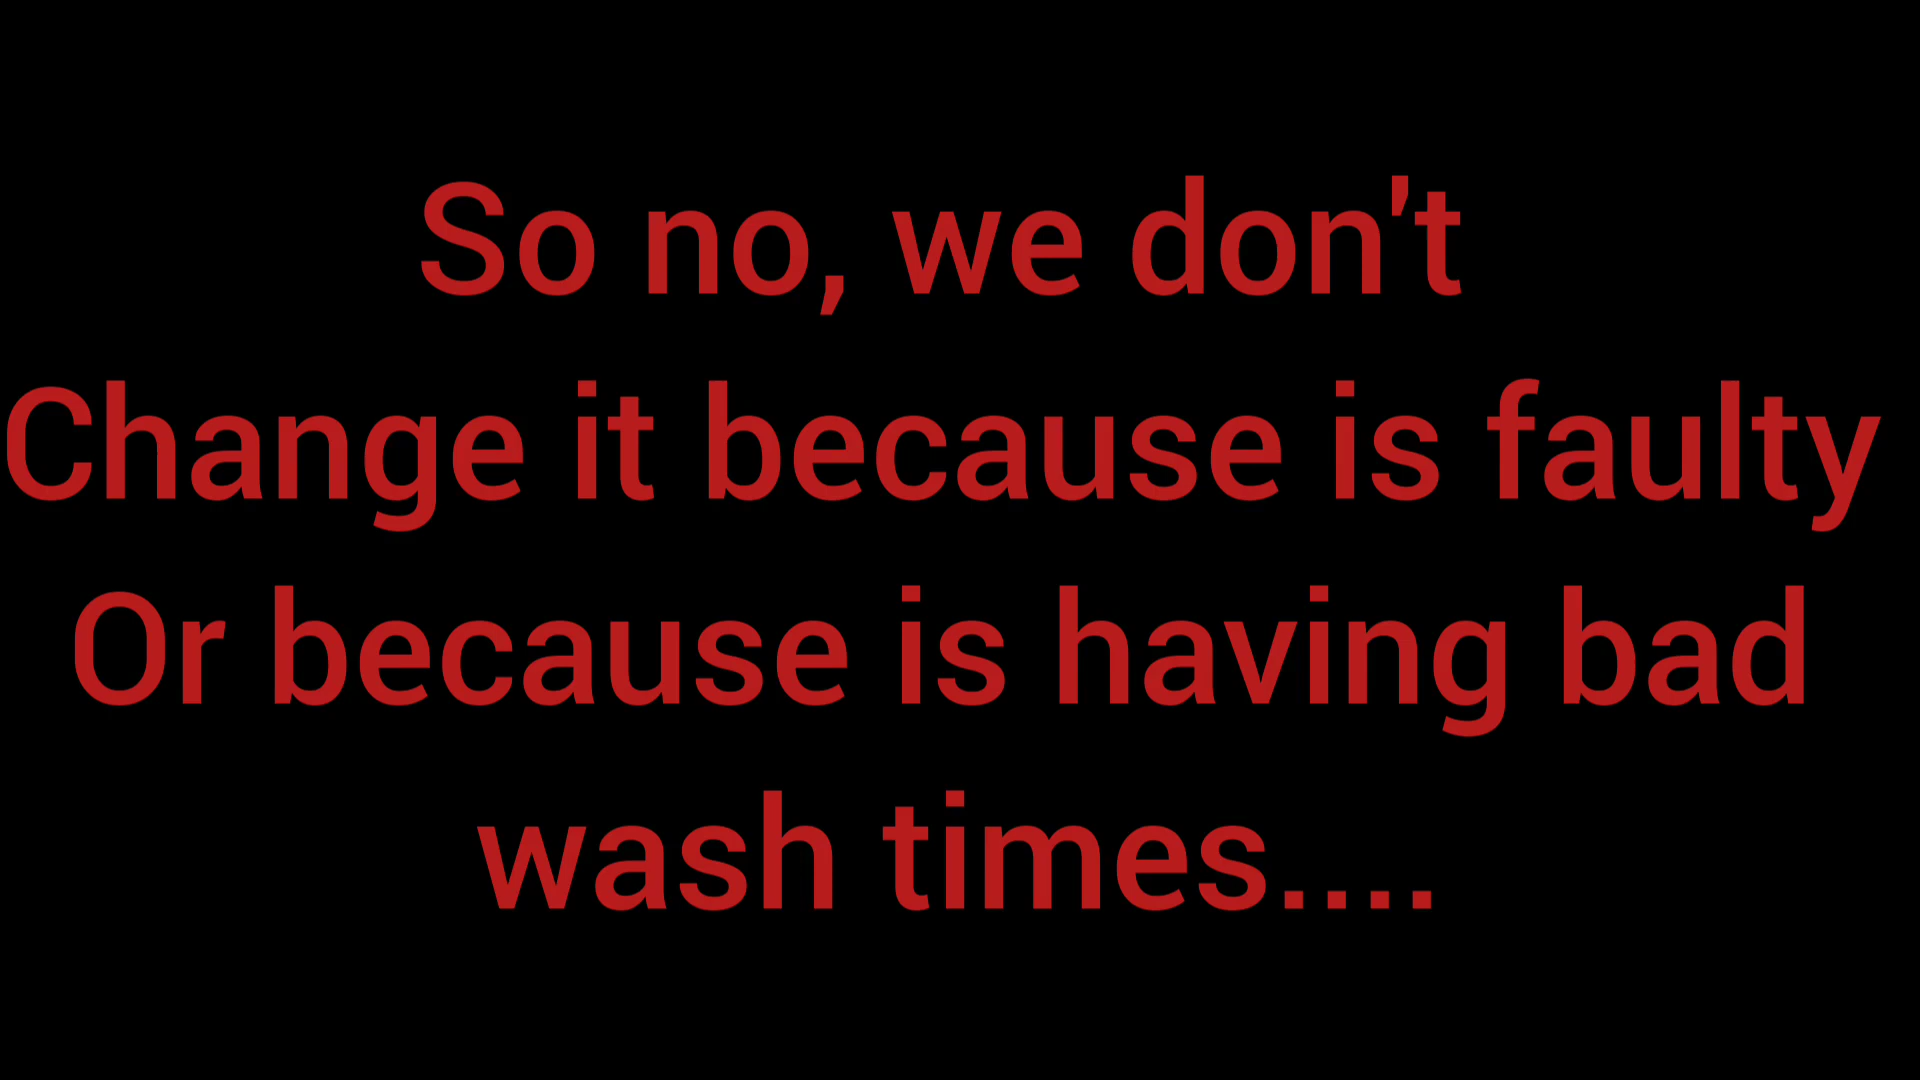 So no, we don't
Change it because is faulty
Or because is having bad
wash times....